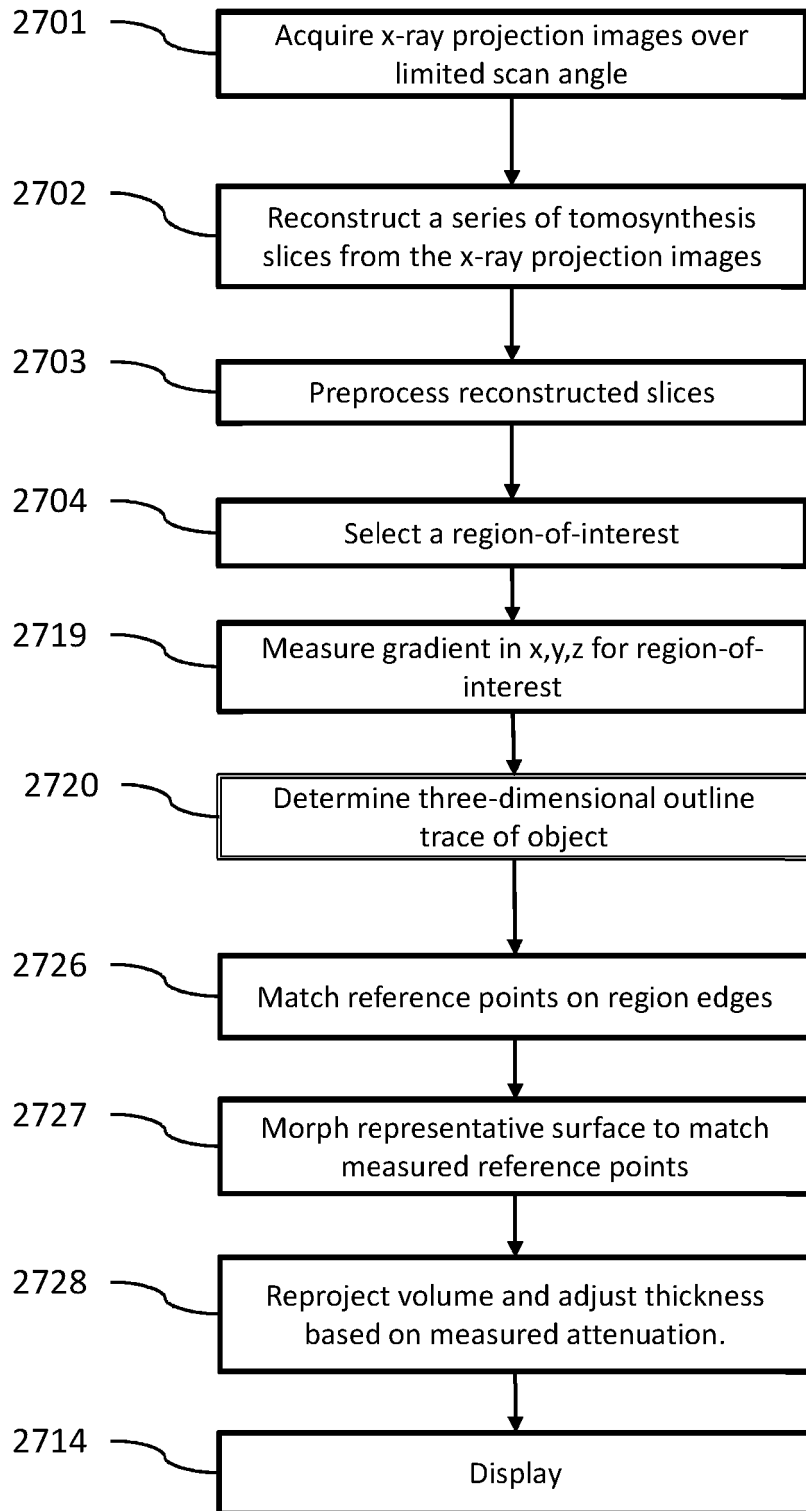 2701
Acquire x-ray projection images over
limited scan angle
2702
Reconstruct a series of tomosynthesis
slices from the x-ray projection images
2703
Preprocess reconstructed slices
2704
Select a region-of-interest
2719
Measure gradient in x,y,z for region-of-
interest
2720
Determine three-dimensional outline
trace of object
2726
Match reference points on region edges
2727
Morph representative surface to match
measured reference points
2728
Reproject volume and adjust thickness
based on measured attenuation.
2714
Display